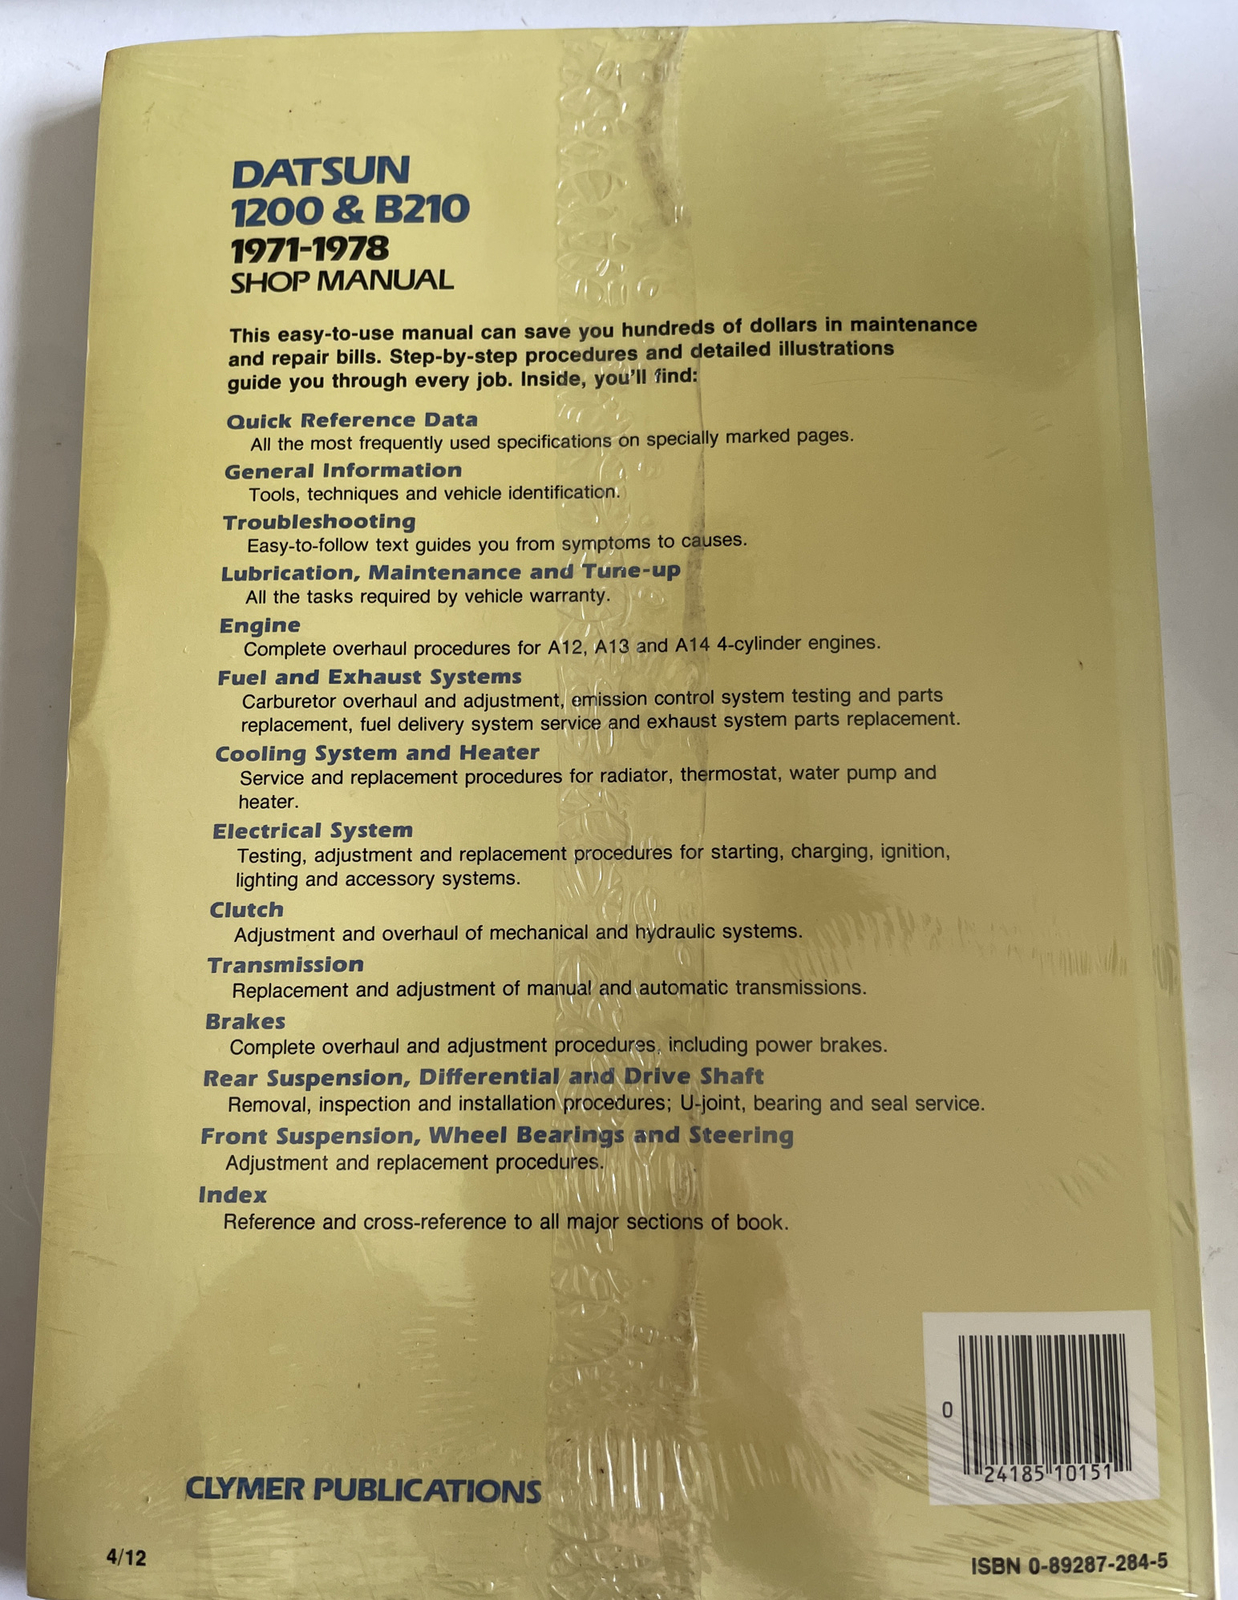 DATSUN
1200 & B210
1971-1978
SHOP MANUAL
This easy-to-use manual can save you hundreds of dollars in maintenance
and repair bills. Step-by-step procedures and detailed illustrations
guide you through every job. Inside, you'll find:
Quick Reference Data
All the most frequently used specifications on specially marked pages.
General Information
Tools, techniques and vehicle identification.
Troubleshooting
Easy-to-follow text guides you from symptoms to causes.
Lubrication, Maintenance and Tune-up
All the tasks required by vehicle warranty.
Engine
Complete overhaul procedures for A12, A13 and A14 4-cylinder engines.
Fuel and Exhaust Systems
Carburetor overhaul and adjustment, emission control system testing and parts
replacement, fuel delivery system service and exhaust system parts replacement.
Cooling System and Heater
Service and replacement procedures for radiator, thermostat, water pump and
heater.
Electrical System
Testing, adjustment and replacement procedures for starting, charging, ignition,
lighting and accessory systems.
Clutch
Adjustment and overhaul of mechanical and hydraulic systems.
Transmission
Replacement and adjustment of manual and automatic transmissions.
Brakes
Complete overhaul and adjustment procedures, including power brakes.
Rear Suspension, Differential and Drive Shaft
Removal, inspection and installation procedures; U-joint, bearing and seal service.
Front Suspension, Wheel Bearings and Steering
Adjustment and replacement procedures.
Index
Reference and cross-reference to all major sections of book.
0
24185 10151
CLYMER PUBLICATIONS
4/12
ISBN 0-89287-284-5